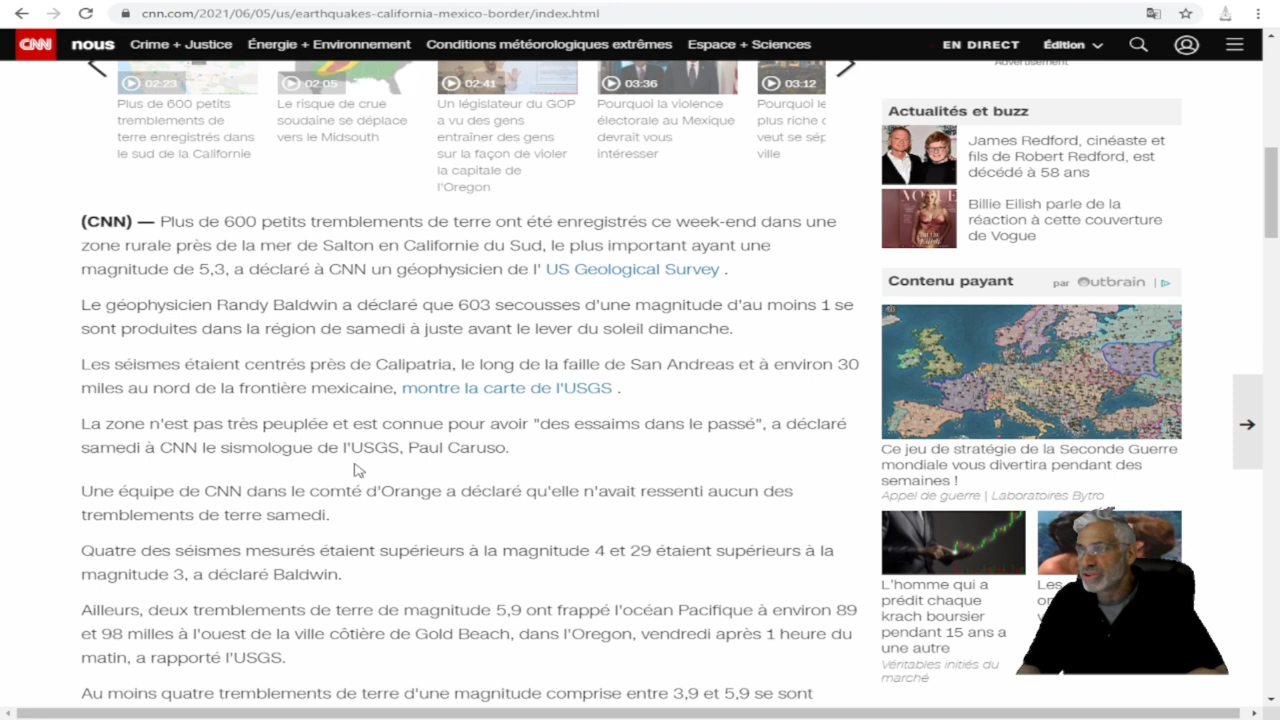 cnn.com/2021/06/05/us/earthquakes-california-mexico-border/index.html
CNN nous Crime + Justice Énergie + Environnement Conditions météorologiques extrêmes Espace + Sciences EN DIRECT Édition
Advertisement
02:23
02:05
02:41
03:36
03:12
Plus de 600 petits
tremblements de
terre enregistrés dans
le sud de la Californie
Le risque de crue
soudaine se déplace
vers le Midsouth
Un législateur du GOP
a vu des gens
entraîner des gens
sur la façon de violer
la capitale de
l'Oregon
Pourquoi la violence
électorale au Mexique
devrait vous
intéresser
Pourquoi le
plus riche
veut se sép
ville
(CNN) — Plus de 600 petits tremblements de terre ont été enregistrés ce week-end dans une
zone rurale près de la mer de Salton en Californie du Sud, le plus important ayant une
magnitude de 5,3, a déclaré à CNN un géophysicien de l' US Geological Survey .
Le géophysicien Randy Baldwin a déclaré que 603 secousses d'une magnitude d'au moins 1 se
sont produites dans la région de samedi à juste avant le lever du soleil dimanche.
Les séismes étaient centrés près de Calipatria, le long de la faille de San Andreas et à environ 30
miles au nord de la frontière mexicaine, montre la carte de l'USGS .
La zone n'est pas très peuplée et est connue pour avoir "des essaims dans le passé", a déclaré
samedi à CNN le sismologue de l'USGS, Paul Caruso.
Une équipe de CNN dans le comté d'Orange a déclaré qu'elle n'avait ressenti aucun des
tremblements de terre samedi.
Quatre des séismes mesurés étaient supérieurs à la magnitude 4 et 29 étaient supérieurs à la
magnitude 3, a déclaré Baldwin.
Ailleurs, deux tremblements de terre de magnitude 5,9 ont frappé l'océan Pacifique à environ 89
et 98 milles à l'ouest de la ville côtière de Gold Beach, dans l'Oregon, vendredi après 1 heure du
matin, a rapporté l'USGS.
Au moins quatre tremblements de terre d'une magnitude comprise entre 3,9 et 5,9 se sont
Actualités et buzz
James Redford, cinéaste et
fils de Robert Redford, est
décédé à 58 ans
VOGUE
Billie Eilish parle de la
réaction à cette couverture
de Vogue
Contenu payant par Outbrain
Ce jeu de stratégie de la Seconde Guerre
mondiale vous divertira pendant des
semaines !
Appel de guerre | Laboratoires Bytro
L'homme qui a
prédit chaque
krach boursier
pendant 15 ans a
une autre
Véritables initiés du
marché
Les